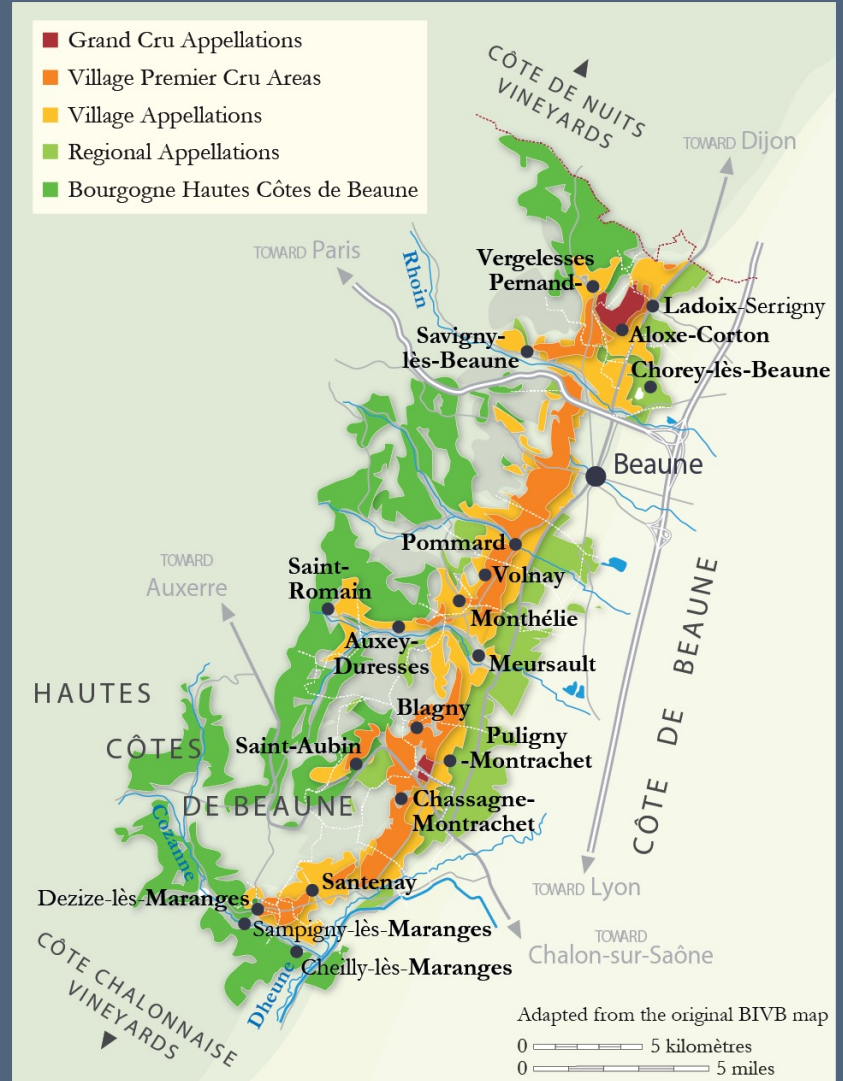 Grand Cru Appellations
Village Premier Cru Areas
Village Appellations
Regional Appellations
Bourgogne Hautes Côtes de Beaune
CÔTE DE NUITS
VINEYARDS
TOWARD Dijon
TOWARD Paris
Rhoin
Vergelesses
Pernand-
Ladoix-Serrigny
Aloxe-Corton
Savigny-
lès-Beaune
Chorey-lès-Beaune
Beaune
Pommard
Volnay
Saint-
Romain
Monthélie
TOWARD
Auxerre
Auxey-
Duresses
Meursault
CÔTE DE BEAUNE
HAUTES
CÔTES
DE BEAUNE
Blagny
Saint-Aubin
Puligny
-Montrachet
Chassagne-
Montrachet
Cozanne
Santenay
TOWARD Lyon
Dezize-lès-Maranges
Sampigny-lès-Maranges
Cheilly-lès-Maranges
TOWARD
Chalon-sur-Saône
Dheune
CÔTE CHALONNAISE
VINEYARDS
Adapted from the original BIVB map
0 5 kilomètres
0 5 miles